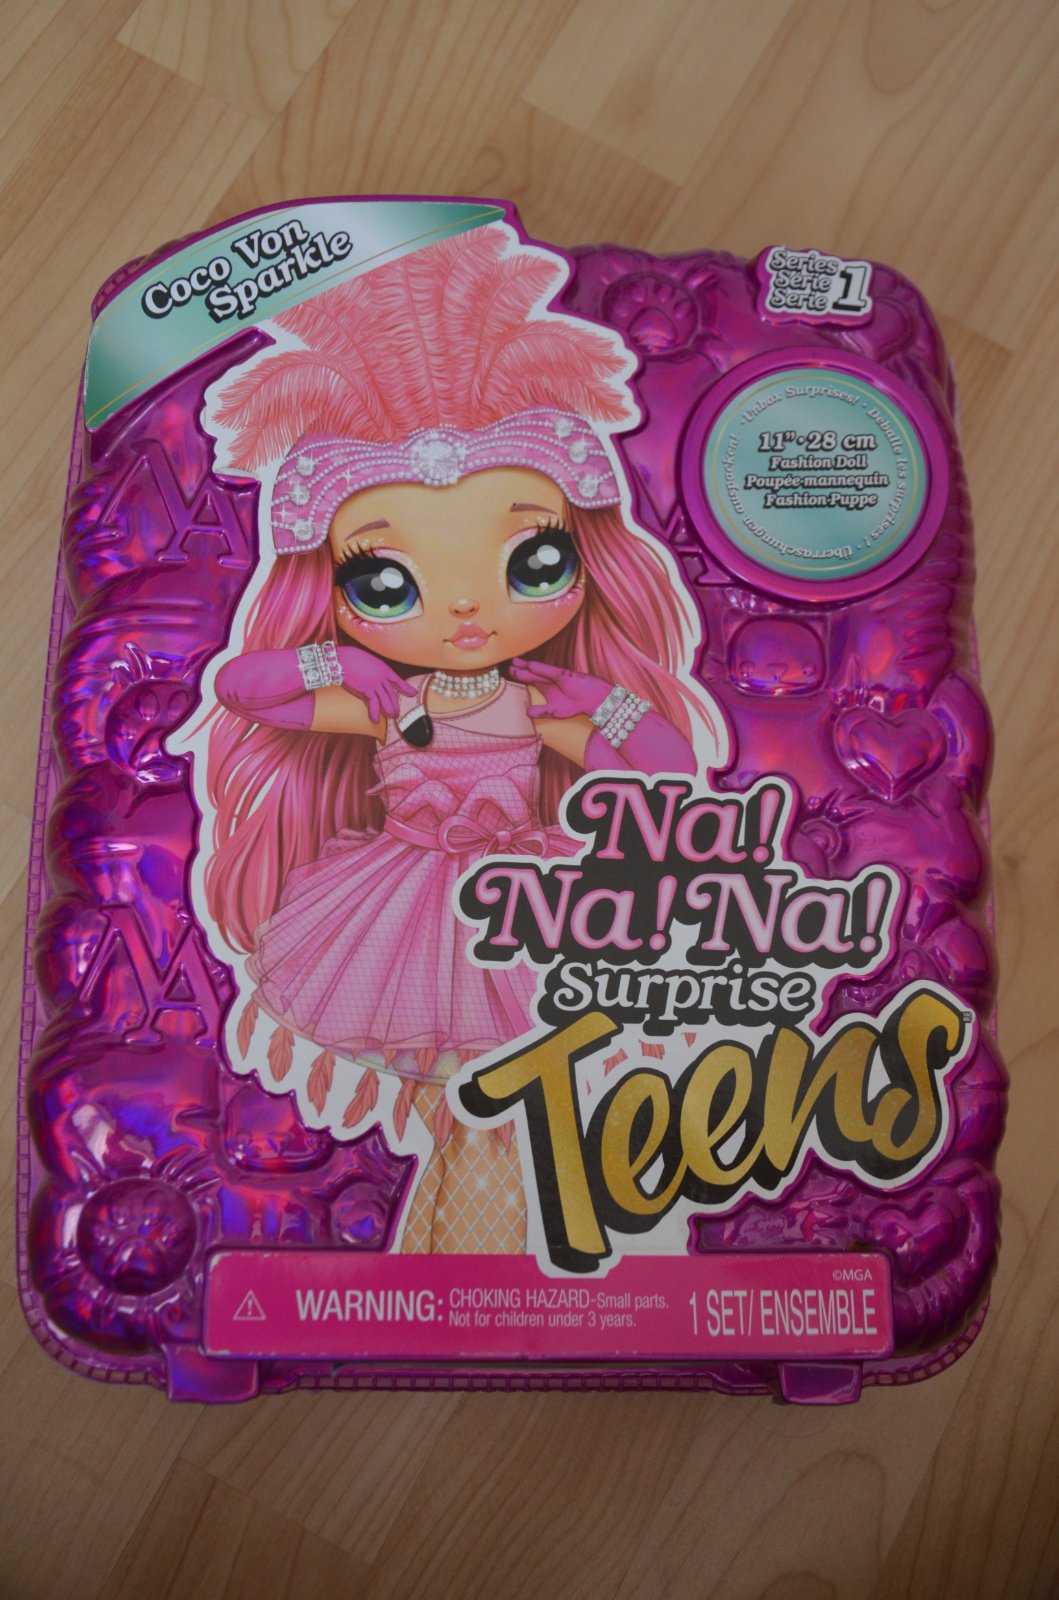 Coco Von
Sparkle
Series
Série
Serie
1
· Unbox Surprises! · Déballe les surprises! · Überraschungen auspacken!
11" · 28 cm
Fashion Doll
Poupée-mannequin
Fashion-Puppe
Na!
Na! Na!
Surprise
Teens™
©MGA
WARNING: CHOKING HAZARD-Small parts.
Not for children under 3 years.
1 SET/ ENSEMBLE